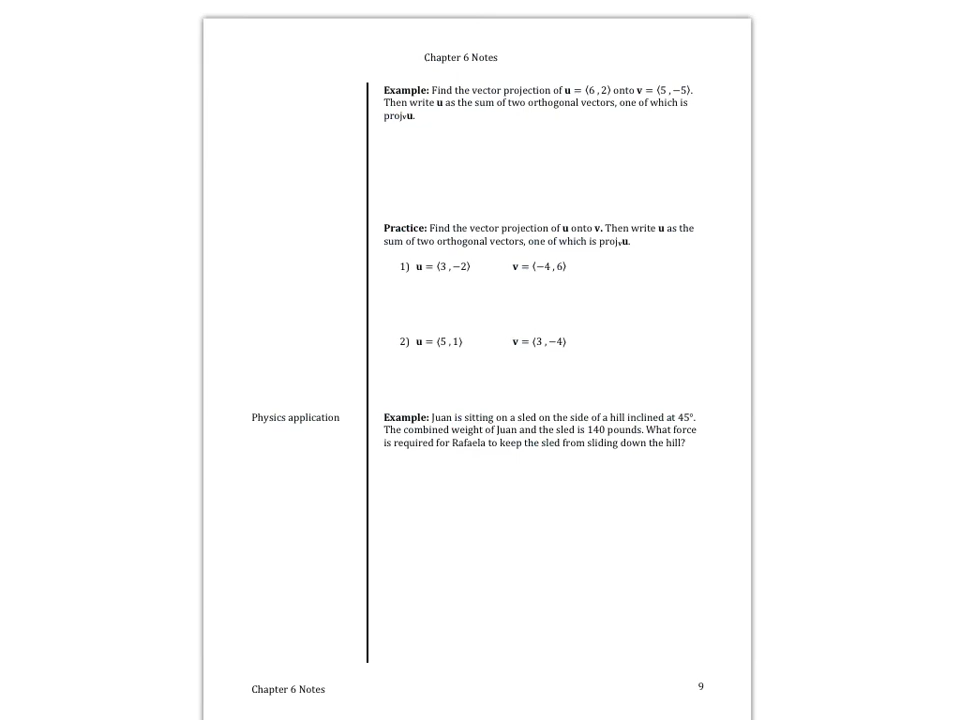 Chapter 6 Notes
Example: Find the vector projection of u = ⟨6 , 2⟩ onto v = ⟨5 , −5⟩.
Then write u as the sum of two orthogonal vectors, one of which is
projᵥu.
Practice: Find the vector projection of u onto v. Then write u as the
sum of two orthogonal vectors, one of which is projᵥu.
1) u = ⟨3 , −2⟩ v = ⟨−4 , 6⟩
2) u = ⟨5 , 1⟩ v = ⟨3 , −4⟩
Physics application
Example: Juan is sitting on a sled on the side of a hill inclined at 45°.
The combined weight of Juan and the sled is 140 pounds. What force
is required for Rafaela to keep the sled from sliding down the hill?
Chapter 6 Notes
9